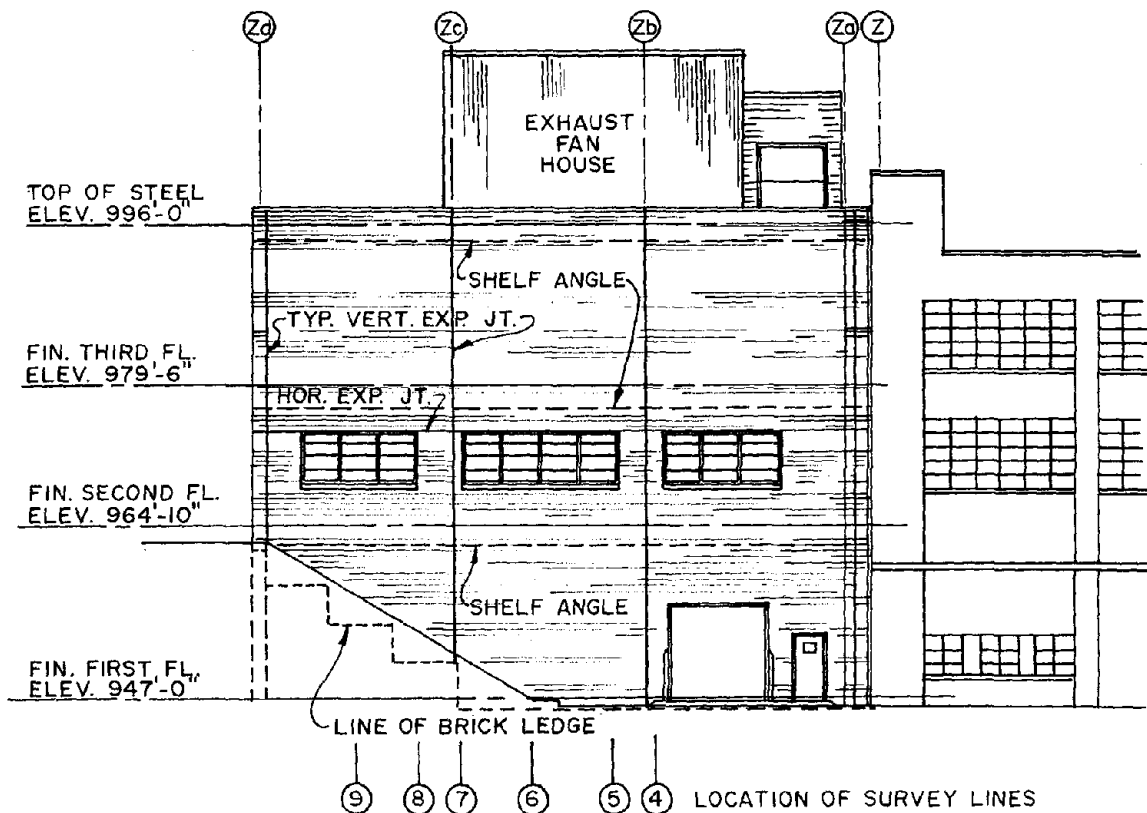 Zd Zc Zb Za Z
EXHAUST
FAN
HOUSE
TOP OF STEEL
ELEV. 996'-0"
SHELF ANGLE
TYP. VERT. EXP. JT.
FIN. THIRD FL.
ELEV. 979'-6"
HOR. EXP. JT.
FIN. SECOND FL.
ELEV. 964'-10"
SHELF ANGLE
FIN. FIRST FL.
ELEV. 947'-0"
LINE OF BRICK LEDGE
9 8 7 6 5 4 LOCATION OF SURVEY LINES